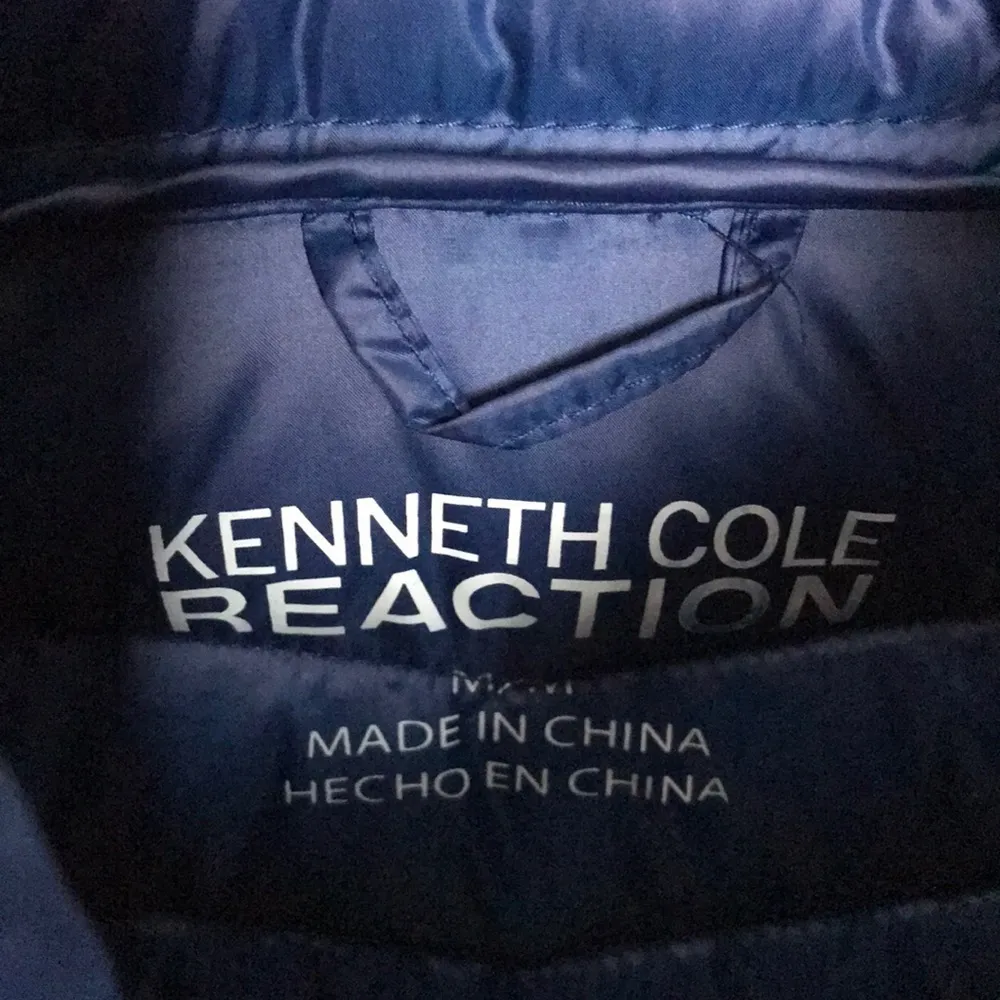 KENNETH COLE
REACTION
MADE IN CHINA
HECHO EN CHINA